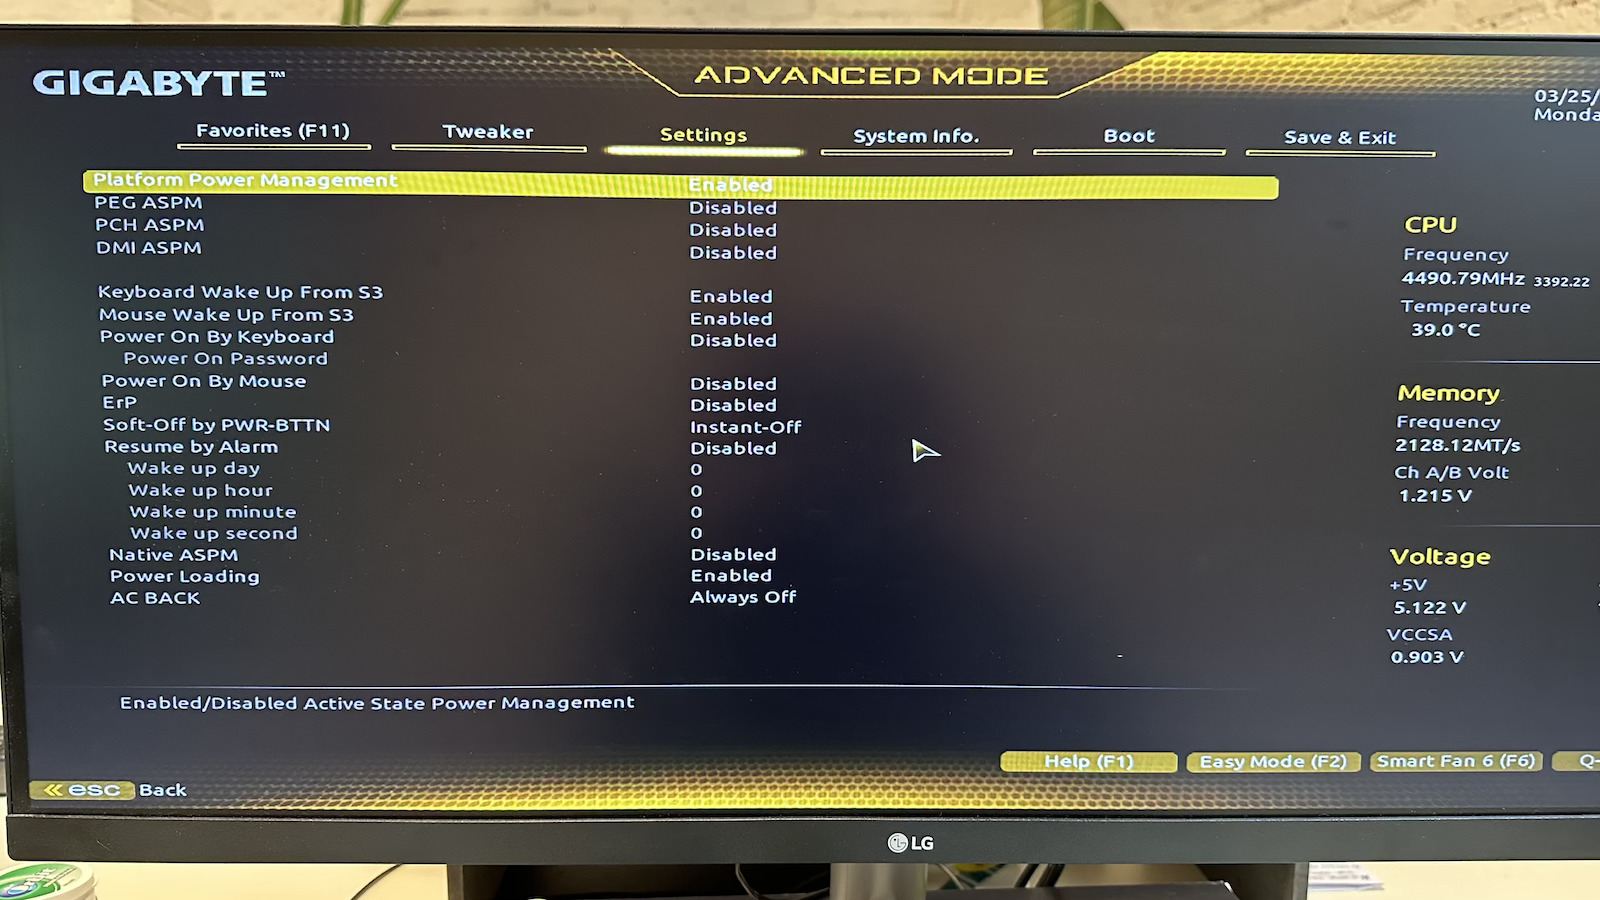 GIGABYTE™
ADVANCED MODE
03/25/
Monda
Favorites (F11) Tweaker Settings System Info. Boot Save & Exit
Platform Power Management Enabled
PEG ASPM Disabled
PCH ASPM Disabled
DMI ASPM Disabled
Keyboard Wake Up From S3 Enabled
Mouse Wake Up From S3 Enabled
Power On By Keyboard Disabled
Power On Password
Power On By Mouse Disabled
ErP Disabled
Soft-Off by PWR-BTTN Instant-Off
Resume by Alarm Disabled
Wake up day 0
Wake up hour 0
Wake up minute 0
Wake up second 0
Native ASPM Disabled
Power Loading Enabled
AC BACK Always Off
CPU
Frequency
4490.79MHz 3392.22
Temperature
39.0 °C
Memory
Frequency
2128.12MT/s
Ch A/B Volt
1.215 V
Voltage
+5V
5.122 V
VCCSA
0.903 V
Enabled/Disabled Active State Power Management
Help (F1) Easy Mode (F2) Smart Fan 6 (F6) Q-
esc Back
LG